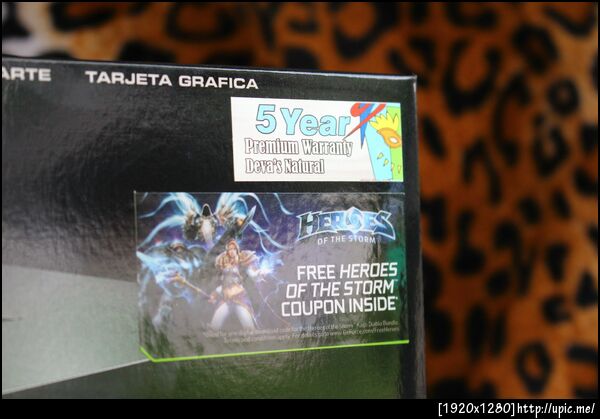 ARTE TARJETA GRAFICA
5 Year
Premium Warranty
Deva's Natural
HEROES
OF THE STORM
FREE HEROES
OF THE STORM™
COUPON INSIDE*
[1920x1280]http://upic.me/